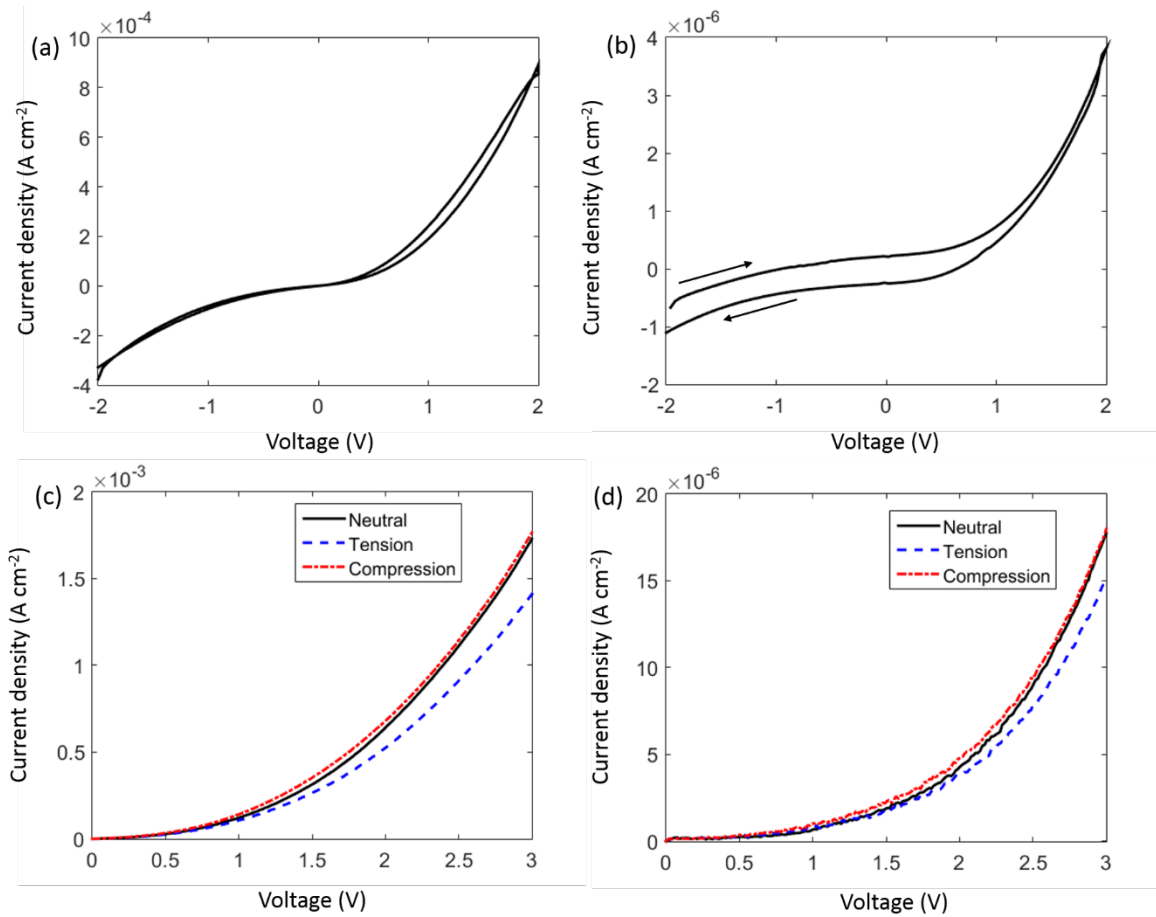 (a)
×10⁻⁴
10
8
6
4
2
0
-2
-4
-2
-1
0
1
2
Current density (A cm⁻²)
Voltage (V)
(b)
×10⁻⁶
4
3
2
1
0
-1
-2
-2
-1
0
1
2
Current density (A cm⁻²)
Voltage (V)
(c)
×10⁻³
2
1.5
1
0.5
0
0
0.5
1
1.5
2
2.5
3
Neutral
Tension
Compression
Current density (A cm⁻²)
Voltage (V)
(d)
×10⁻⁶
20
15
10
5
0
0
0.5
1
1.5
2
2.5
3
Neutral
Tension
Compression
Current density (A cm⁻²)
Voltage (V)